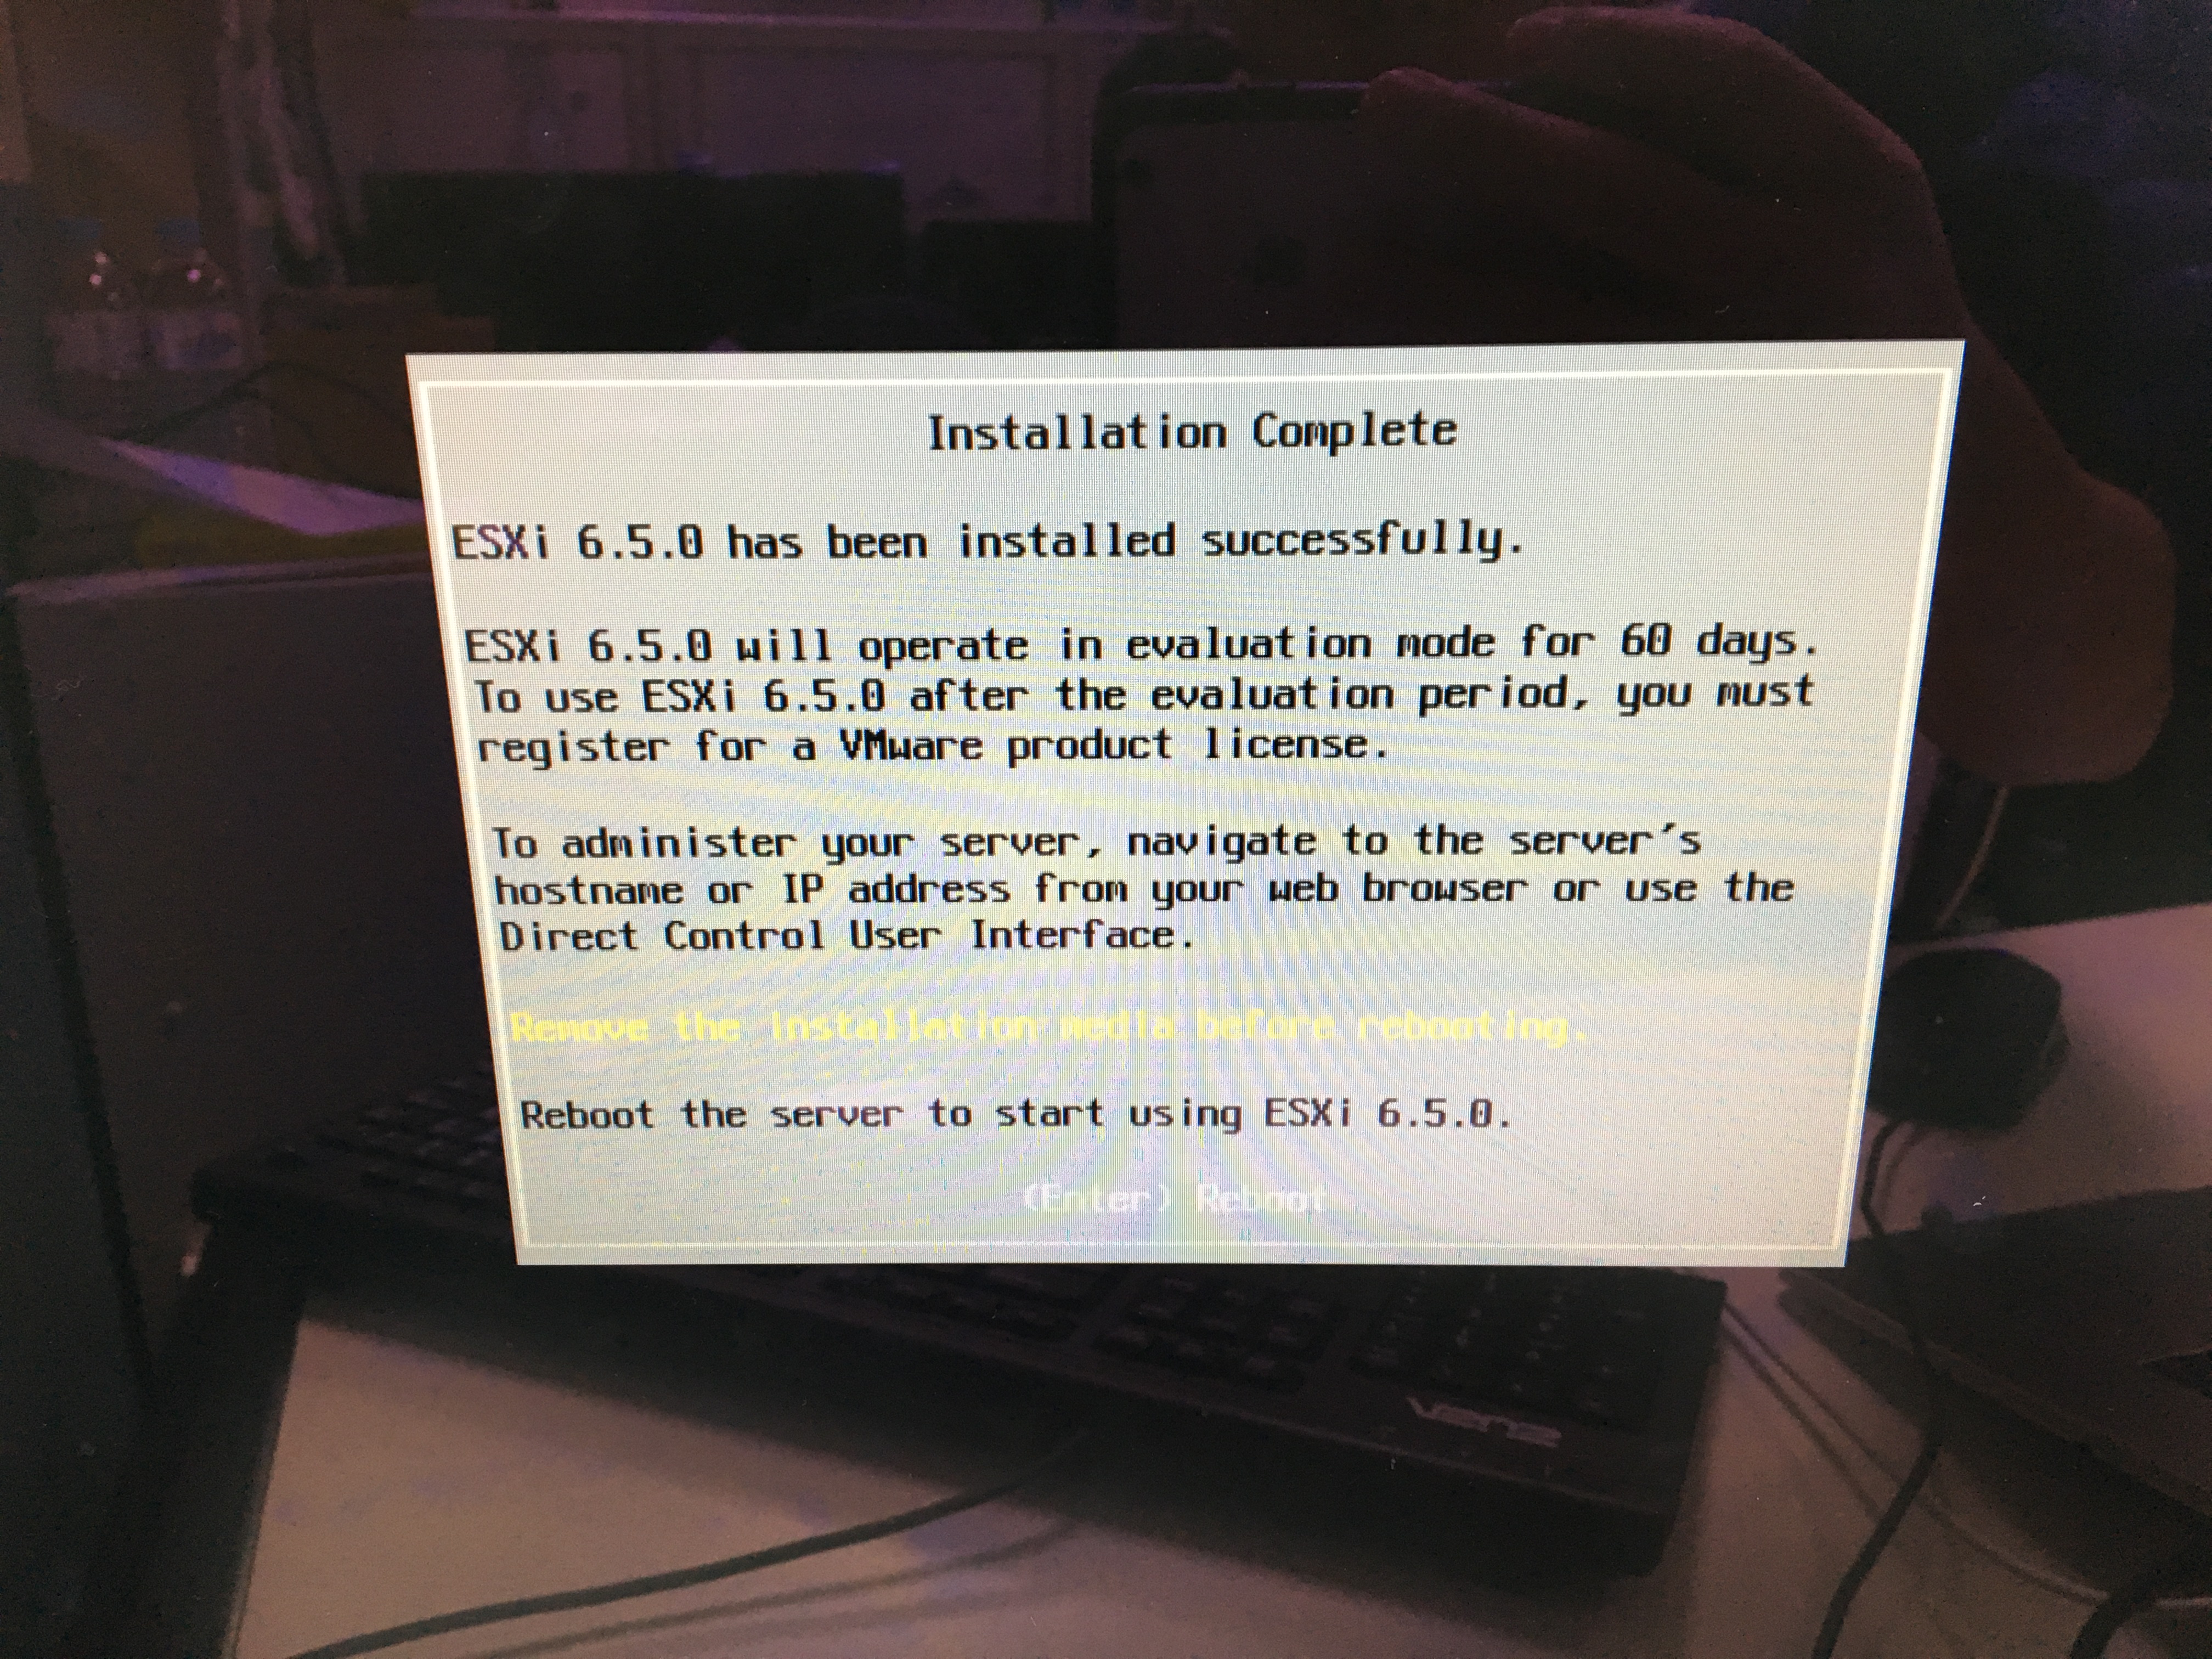 Installation Complete
ESXi 6.5.0 has been installed successfully.
ESXi 6.5.0 will operate in evaluation mode for 60 days.
To use ESXi 6.5.0 after the evaluation period, you must
register for a VMware product license.
To administer your server, navigate to the server's
hostname or IP address from your web browser or use the
Direct Control User Interface.
Remove the installation media before rebooting.
Reboot the server to start using ESXi 6.5.0.
(Enter) Reboot